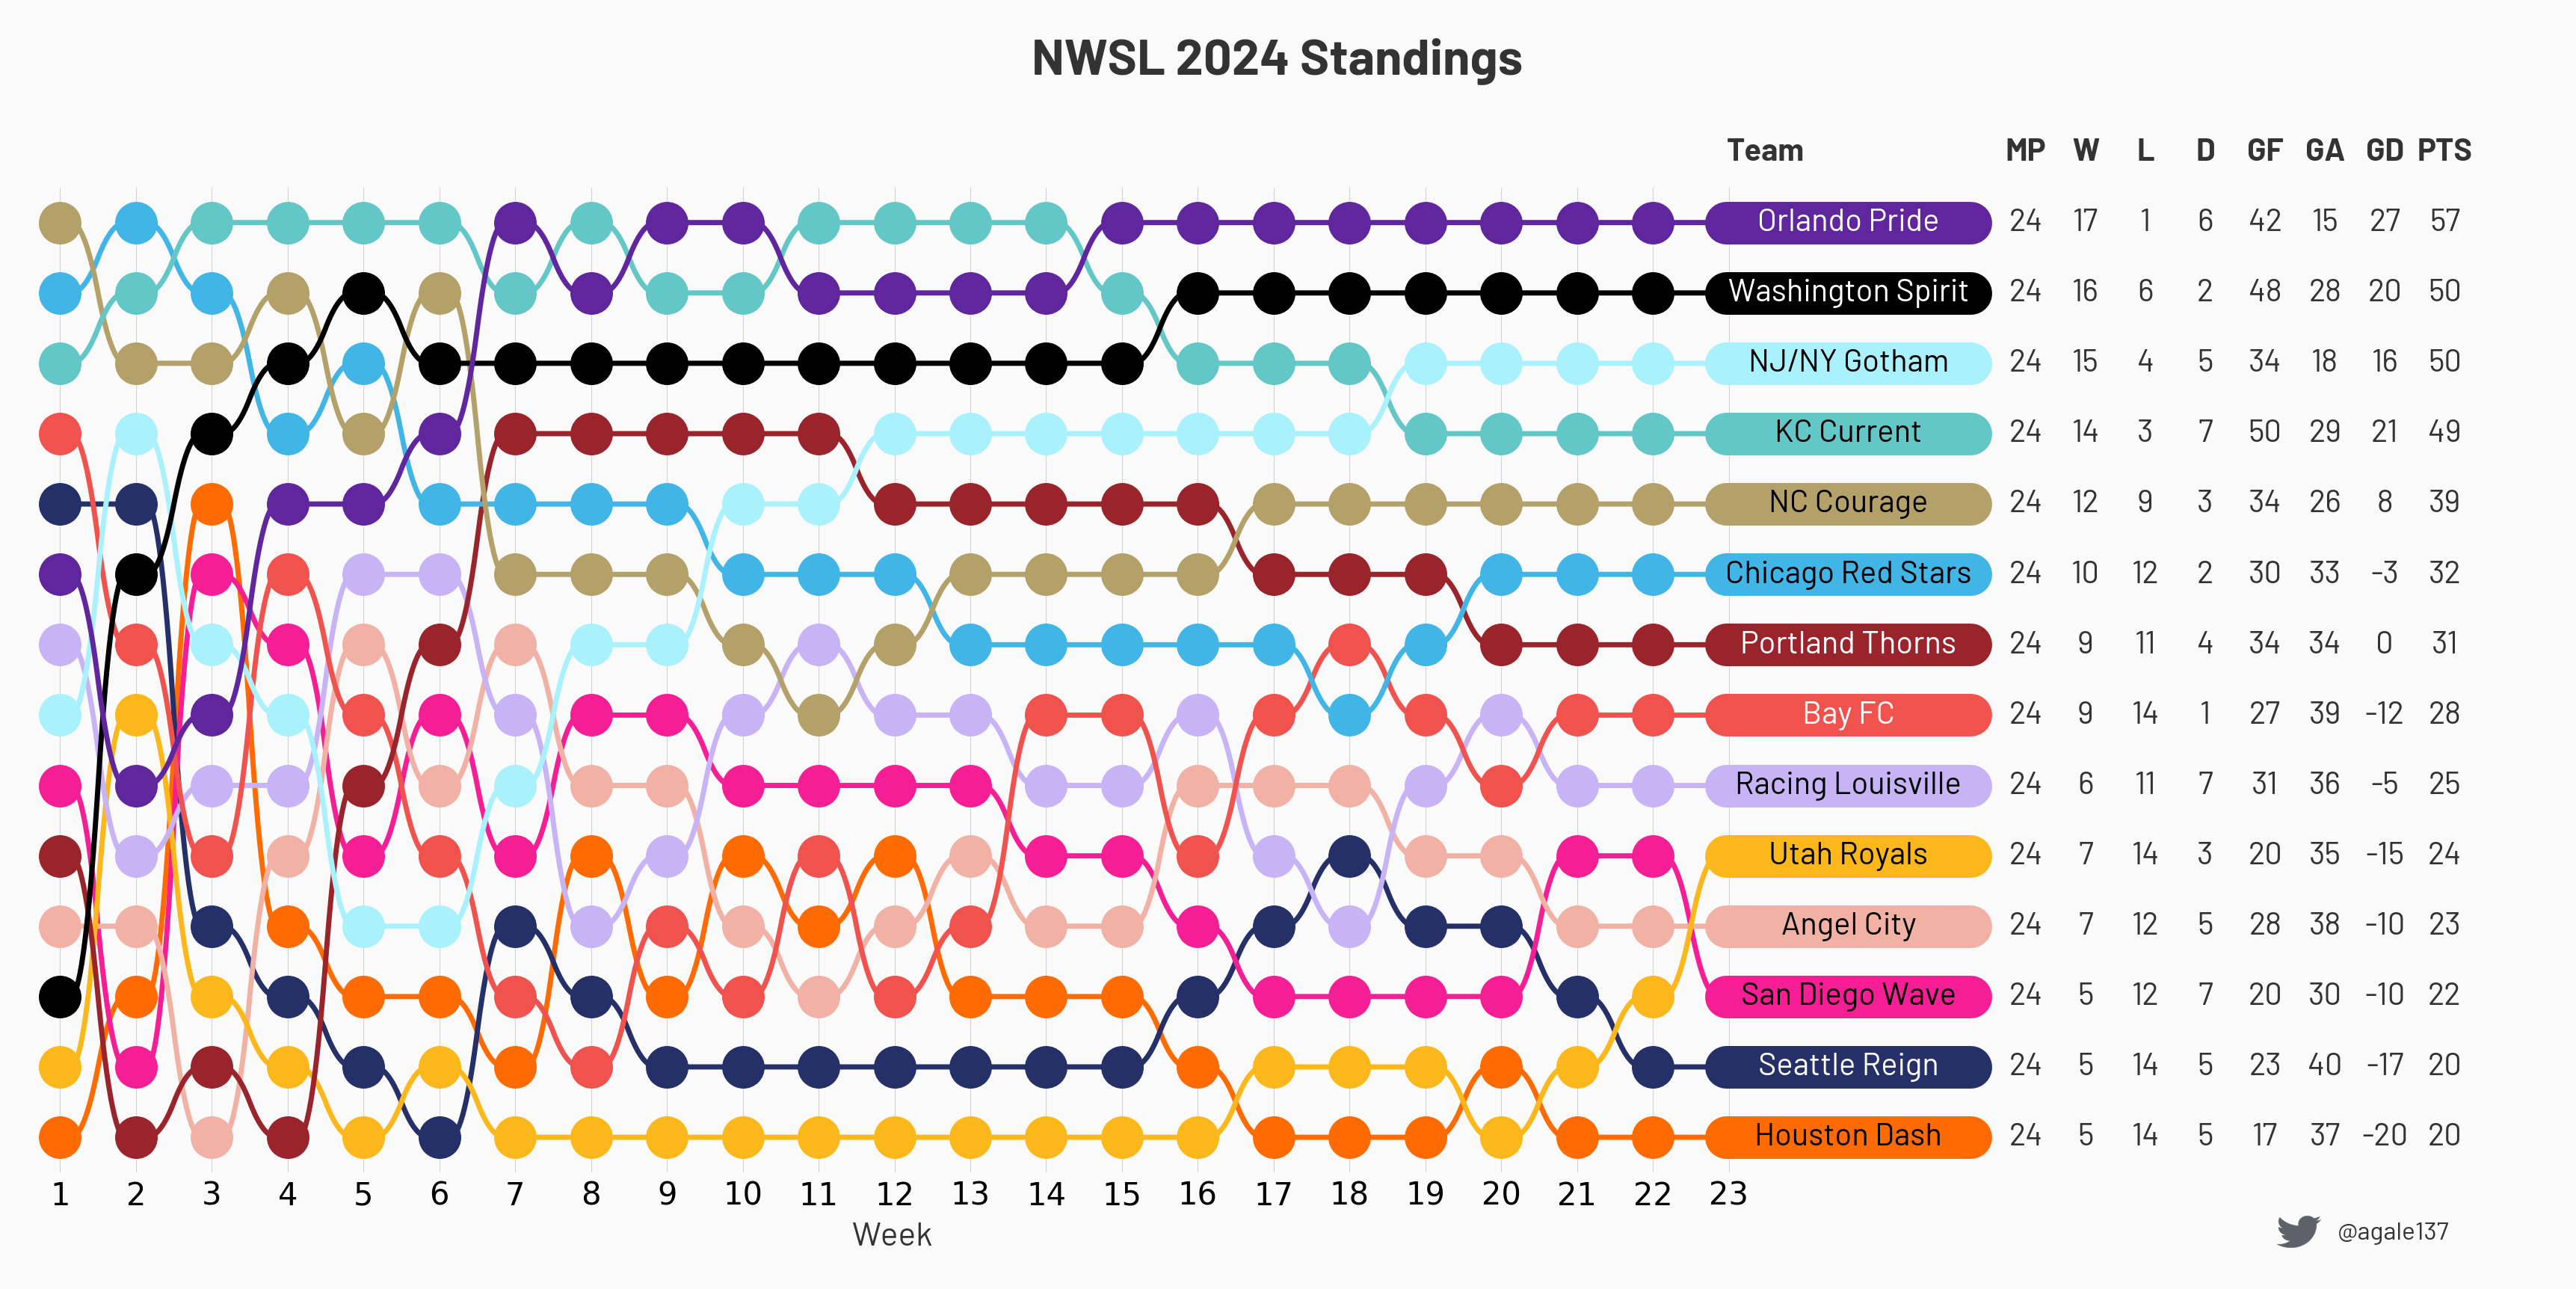 NWSL 2024 Standings
Team MP W L D GF GA GD PTS
Orlando Pride 24 17 1 6 42 15 27 57
Washington Spirit 24 16 6 2 48 28 20 50
NJ/NY Gotham 24 15 4 5 34 18 16 50
KC Current 24 14 3 7 50 29 21 49
NC Courage 24 12 9 3 34 26 8 39
Chicago Red Stars 24 10 12 2 30 33 -3 32
Portland Thorns 24 9 11 4 34 34 0 31
Bay FC 24 9 14 1 27 39 -12 28
Racing Louisville 24 6 11 7 31 36 -5 25
Utah Royals 24 7 14 3 20 35 -15 24
Angel City 24 7 12 5 28 38 -10 23
San Diego Wave 24 5 12 7 20 30 -10 22
Seattle Reign 24 5 14 5 23 40 -17 20
Houston Dash 24 5 14 5 17 37 -20 20
1 2 3 4 5 6 7 8 9 10 11 12 13 14 15 16 17 18 19 20 21 22 23
Week
@agale137